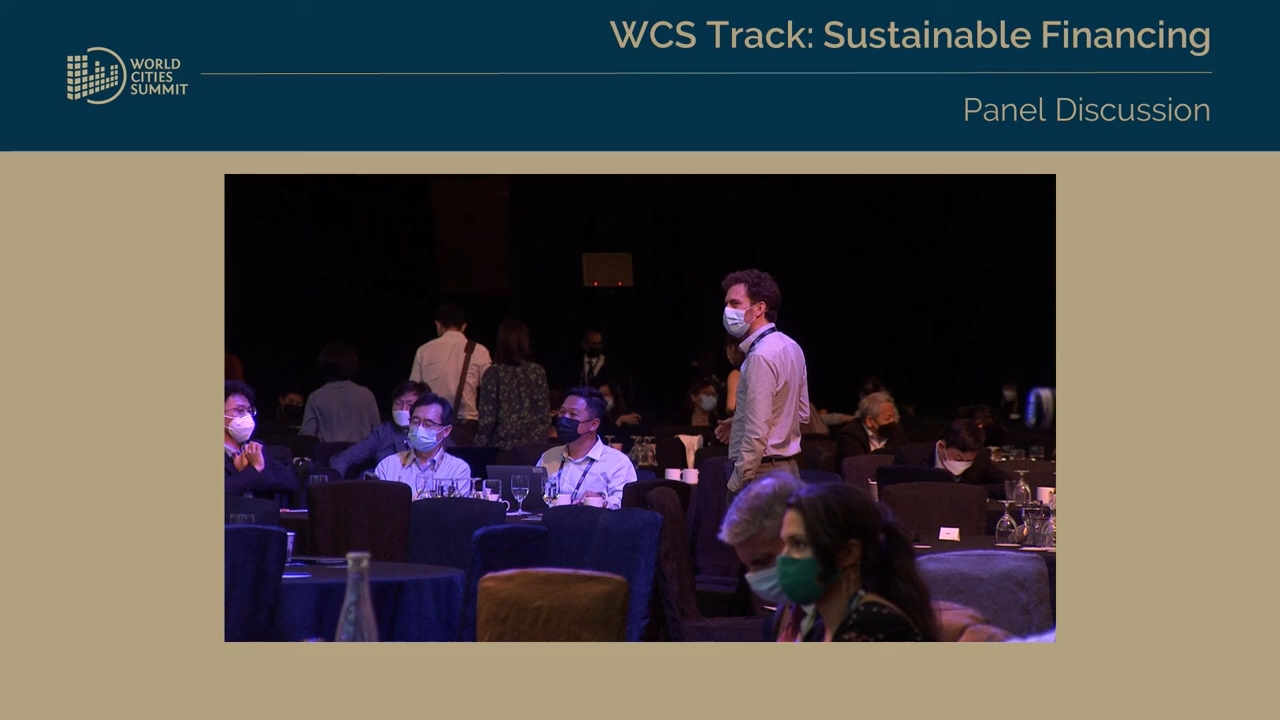 WCS Track: Sustainable Financing
WORLD
CITIES
SUMMIT
Panel Discussion